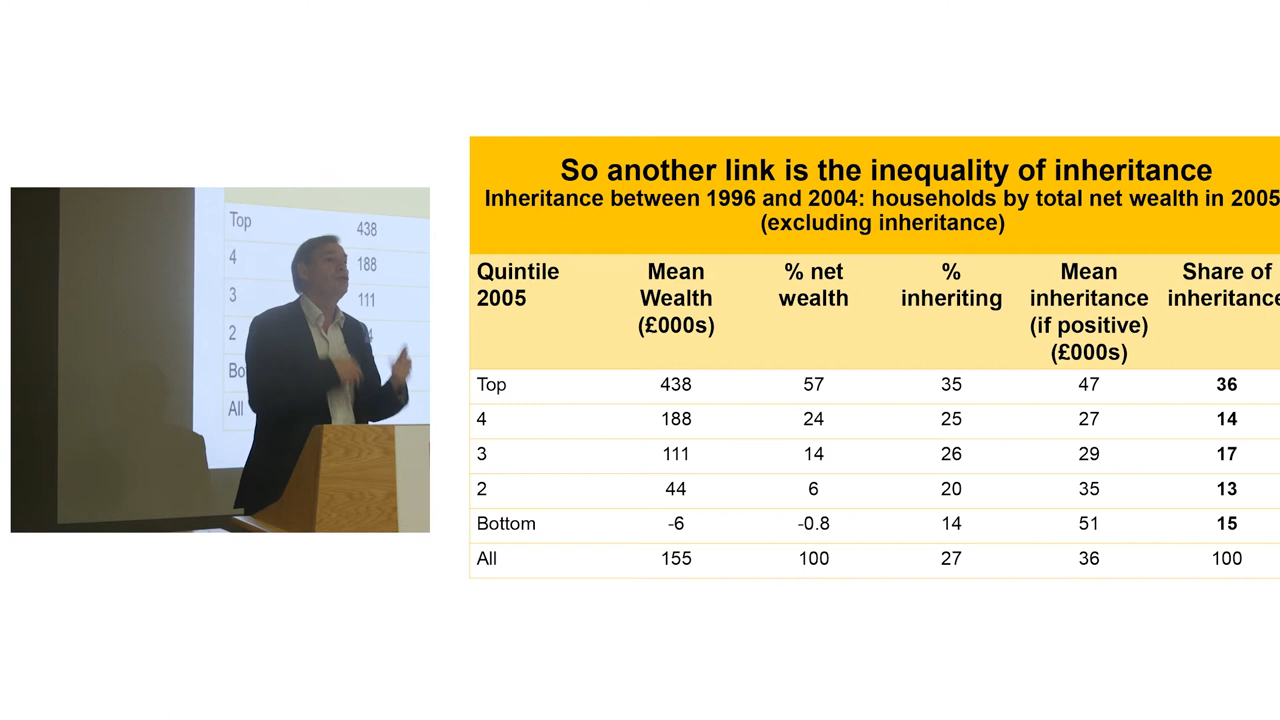 Top 438
4 188
3 111
2
All
So another link is the inequality of inheritance
Inheritance between 1996 and 2004: households by total net wealth in 2005
(excluding inheritance)
Quintile 2005 Mean Wealth (£000s) % net wealth % inheriting Mean inheritance (if positive) (£000s) Share of inheritance
Top 438 57 35 47 36
4 188 24 25 27 14
3 111 14 26 29 17
2 44 6 20 35 13
Bottom -6 -0.8 14 51 15
All 155 100 27 36 100